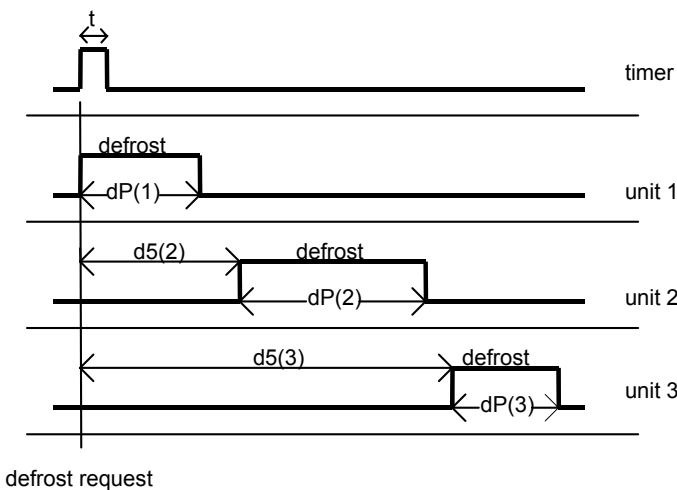 t
timer
defrost
dP(1)
unit 1
d5(2)
defrost
dP(2)
unit 2
d5(3)
defrost
dP(3)
unit 3
defrost request